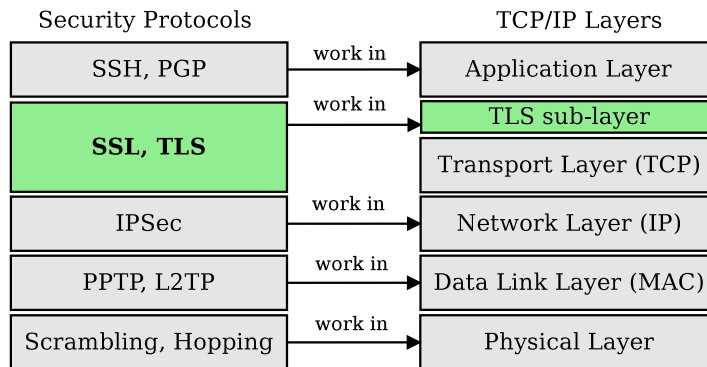 Security Protocols
TCP/IP Layers
SSH, PGP
work in
Application Layer
SSL, TLS
work in
TLS sub-layer
Transport Layer (TCP)
IPSec
work in
Network Layer (IP)
PPTP, L2TP
work in
Data Link Layer (MAC)
Scrambling, Hopping
work in
Physical Layer